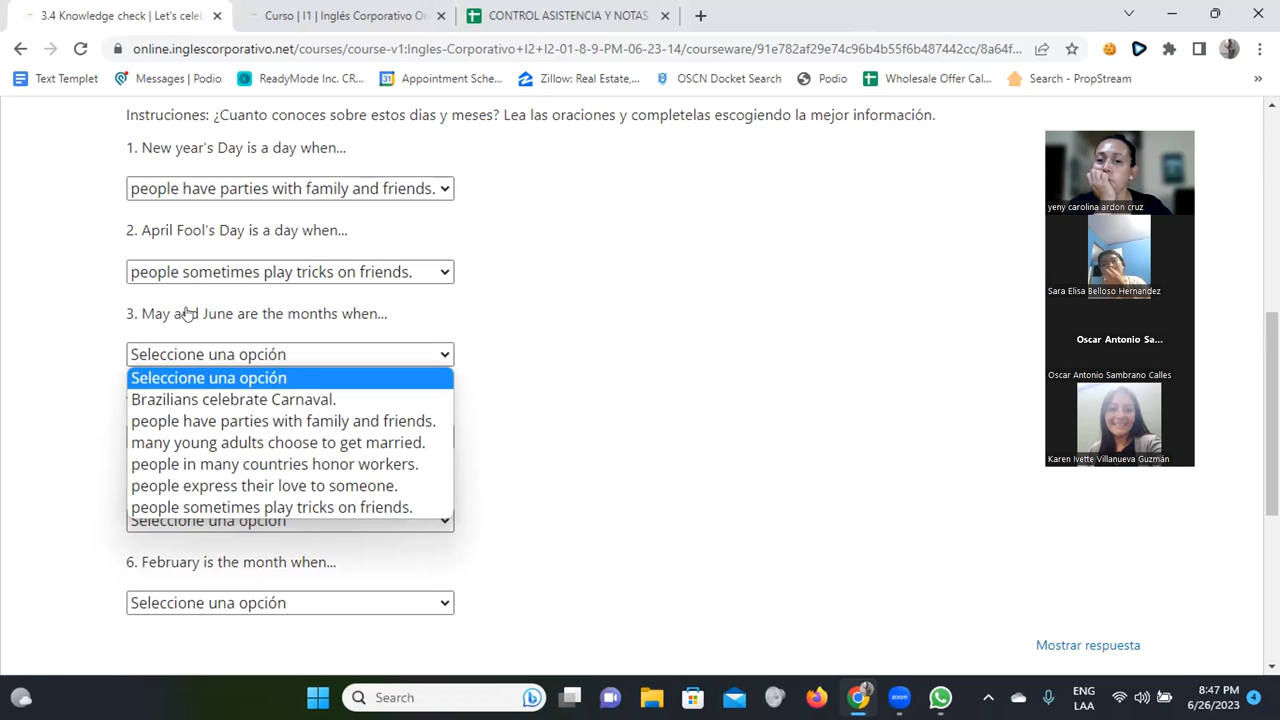 3.4 Knowledge check | Let's celeb
Curso | I1 | Inglés Corporativo On
CONTROL ASISTENCIA Y NOTAS
online.inglescorporativo.net/courses/course-v1:Ingles-Corporativo+I2+I2-01-8-9-PM-06-23-14/courseware/91e782af29e74c96b4b55f6b487442cc/8a64f...
Text Templet
Messages | Podio
ReadyMode Inc. CR...
Appointment Sche...
Zillow: Real Estate,...
OSCN Docket Search
Podio
Wholesale Offer Cal...
Search - PropStream
Instruciones: ¿Cuanto conoces sobre estos dias y meses? Lea las oraciones y completelas escogiendo la mejor información.
1. New year's Day is a day when...
people have parties with family and friends.
2. April Fool's Day is a day when...
people sometimes play tricks on friends.
3. May and June are the months when...
Seleccione una opción
Seleccione una opción
Brazilians celebrate Carnaval.
people have parties with family and friends.
many young adults choose to get married.
people in many countries honor workers.
people express their love to someone.
people sometimes play tricks on friends.
Seleccione una opción
6. February is the month when...
Seleccione una opción
Mostrar respuesta
yeny carolina ardon cruz
Sara Elisa Belloso Hernandez
Oscar Antonio Sa...
Oscar Antonio Sambrano Calles
Karen Ivette Villanueva Guzmán
Search
ENG
LAA
8:47 PM
6/26/2023
4